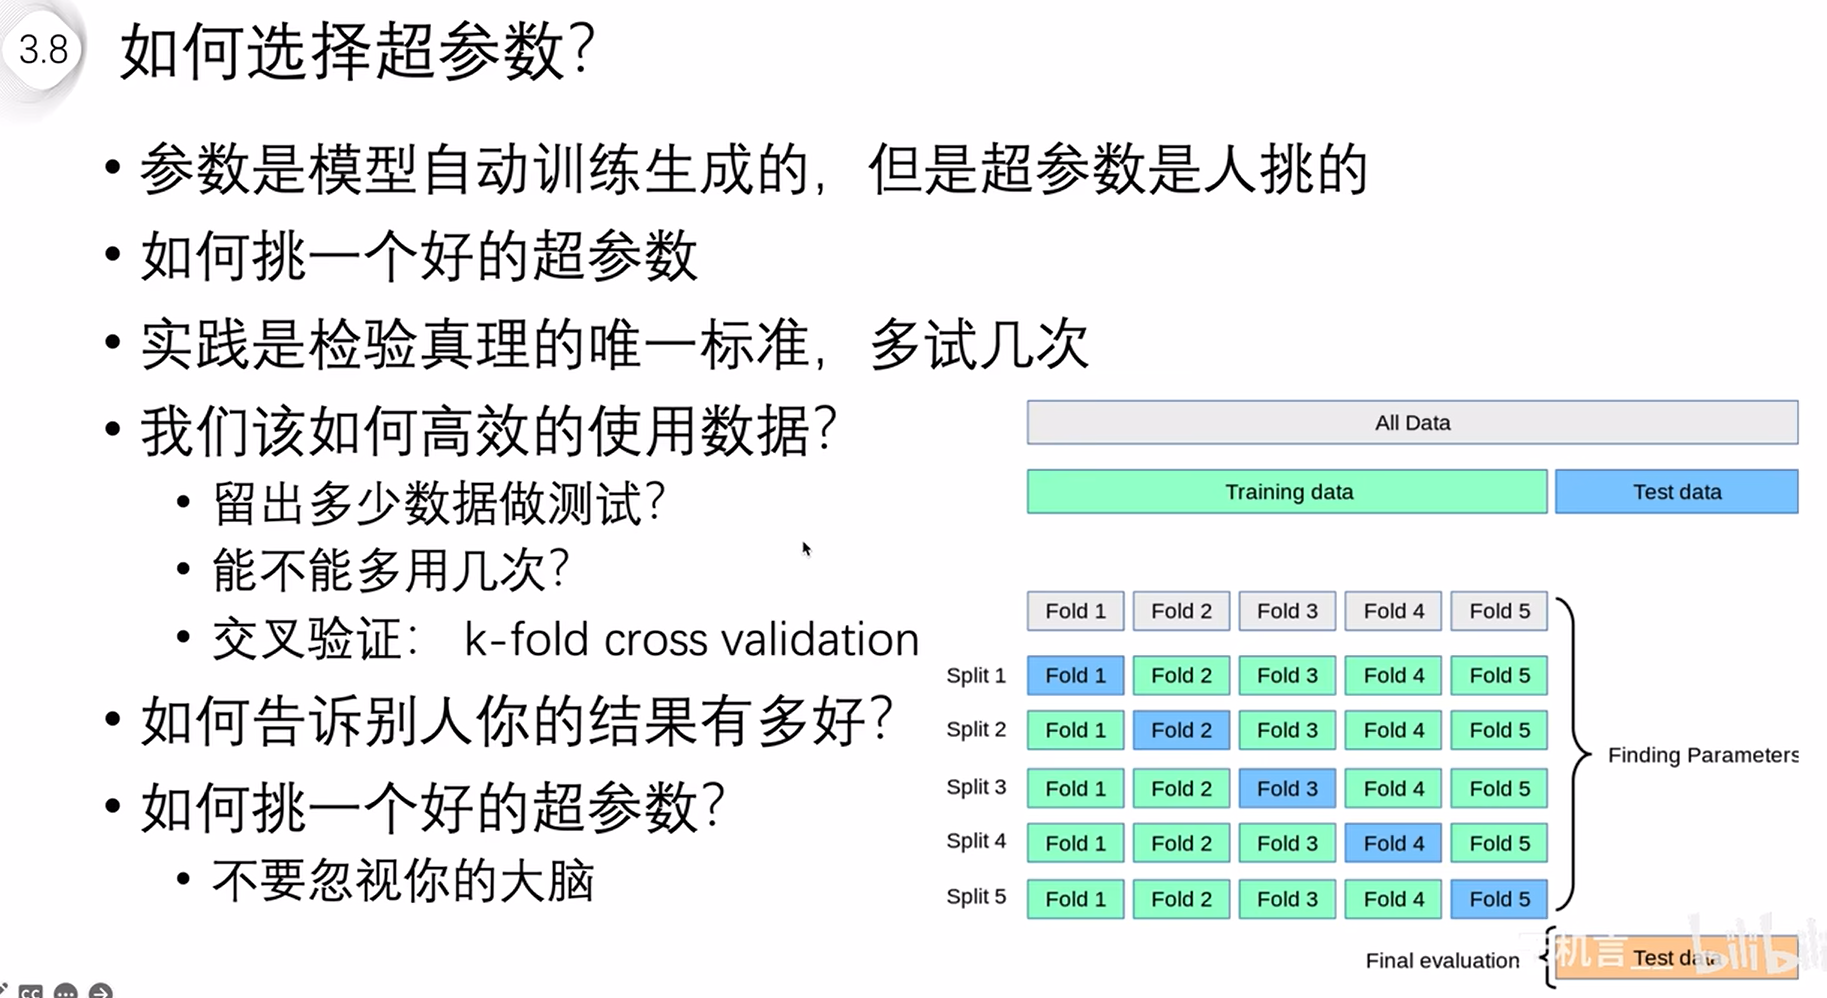 3.8 如何选择超参数?
• 参数是模型自动训练生成的，但是超参数是人挑的
• 如何挑一个好的超参数
• 实践是检验真理的唯一标准，多试几次
• 我们该如何高效的使用数据?
• 留出多少数据做测试?
• 能不能多用几次?
• 交叉验证： k-fold cross validation
• 如何告诉别人你的结果有多好?
• 如何挑一个好的超参数?
• 不要忽视你的大脑
All Data
Training data Test data
Fold 1 Fold 2 Fold 3 Fold 4 Fold 5
Split 1 Fold 1 Fold 2 Fold 3 Fold 4 Fold 5
Split 2 Fold 1 Fold 2 Fold 3 Fold 4 Fold 5
Split 3 Fold 1 Fold 2 Fold 3 Fold 4 Fold 5
Split 4 Fold 1 Fold 2 Fold 3 Fold 4 Fold 5
Split 5 Fold 1 Fold 2 Fold 3 Fold 4 Fold 5
Finding Parameters
Final evaluation Test data
bilibili
CC